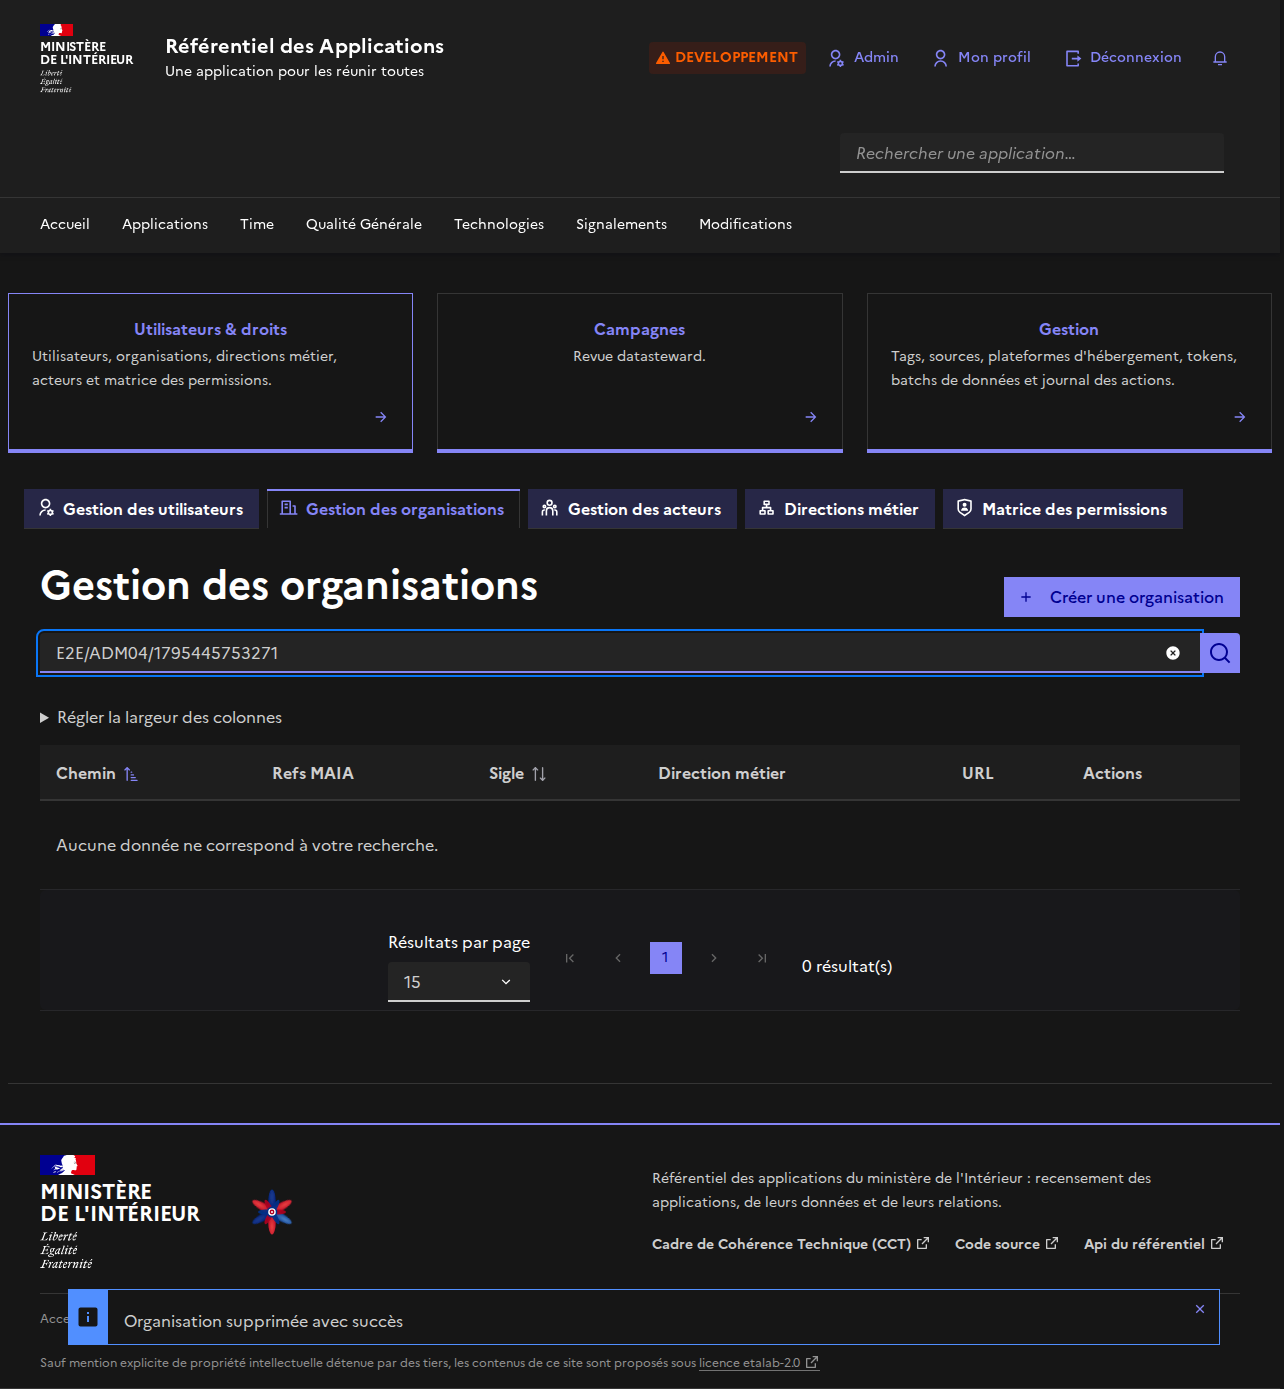 MINISTÈRE
DE L'INTÉRIEUR
Liberté
Égalité
Fraternité
Référentiel des Applications
Une application pour les réunir toutes
DEVELOPPEMENT
Admin
Mon profil
Déconnexion
Rechercher une application...
Accueil
Applications
Time
Qualité Générale
Technologies
Signalements
Modifications
Utilisateurs & droits
Utilisateurs, organisations, directions métier,
acteurs et matrice des permissions.
Campagnes
Revue datasteward.
Gestion
Tags, sources, plateformes d'hébergement, tokens,
batchs de données et journal des actions.
Gestion des utilisateurs
Gestion des organisations
Gestion des acteurs
Directions métier
Matrice des permissions
Gestion des organisations
+ Créer une organisation
E2E/ADM04/1795445753271
Régler la largeur des colonnes
Chemin Refs MAIA Sigle Direction métier URL Actions
Aucune donnée ne correspond à votre recherche.
Résultats par page
15
1
0 résultat(s)
MINISTÈRE
DE L'INTÉRIEUR
Liberté
Égalité
Fraternité
Référentiel des applications du ministère de l'Intérieur : recensement des
applications, de leurs données et de leurs relations.
Cadre de Cohérence Technique (CCT)
Code source
Api du référentiel
Acce
Organisation supprimée avec succès
Sauf mention explicite de propriété intellectuelle détenue par des tiers, les contenus de ce site sont proposés sous licence etalab-2.0